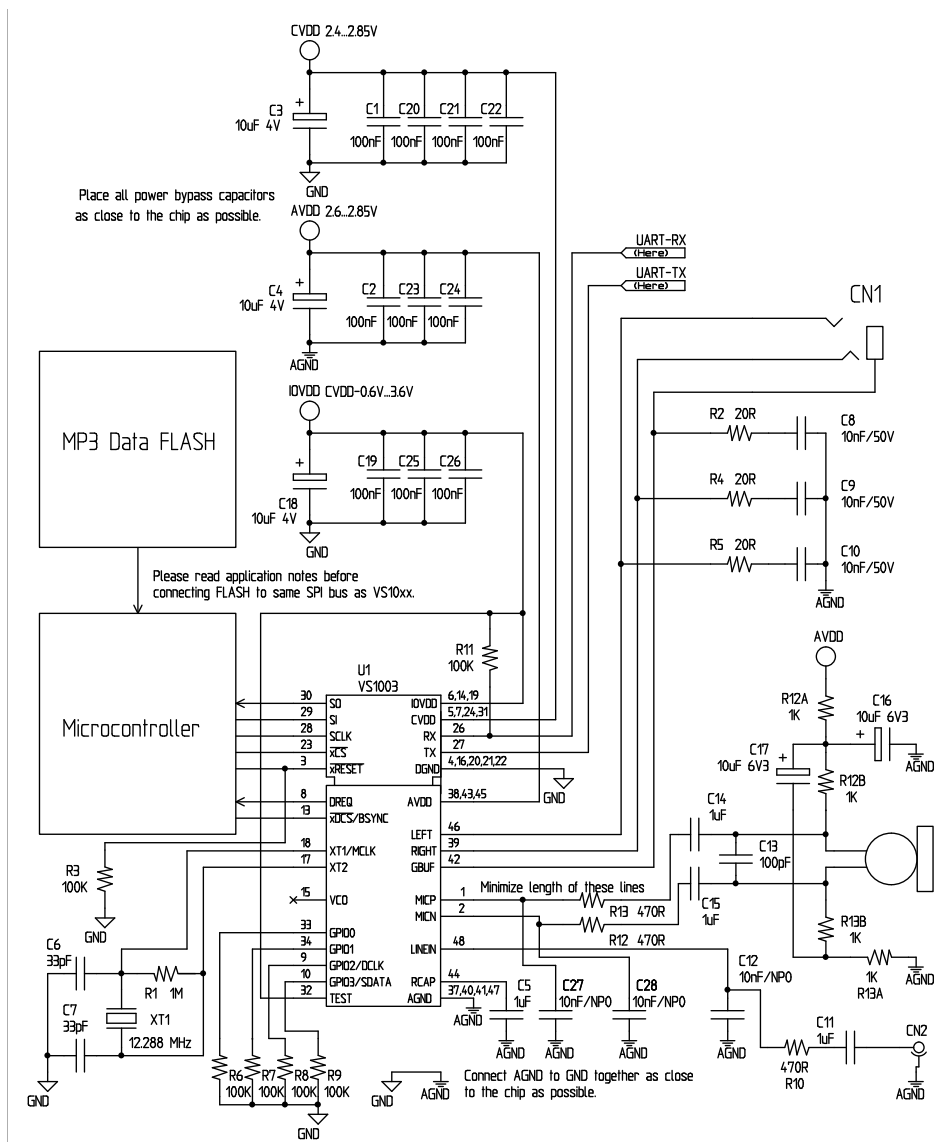 CVDD 2.4...2.85V
C3
10uF 4V
+
C1
C20
C21
C22
100nF
100nF
100nF
100nF
GND
Place all power bypass capacitors
as close to the chip as possible.
AVDD 2.6...2.85V
C4
10uF 4V
+
C2
C23
C24
100nF
100nF
100nF
AGND
UART-RX
(Here)
UART-TX
(Here)
CN1
IOVDD CVDD-0.6V...3.6V
+
C18
10uF 4V
C19
C25
C26
100nF
100nF
100nF
GND
MP3 Data FLASH
R2 20R
C8
10nF/50V
R4 20R
C9
10nF/50V
R5 20R
C10
10nF/50V
AGND
Please read application notes before
connecting FLASH to same SPI bus as VS10xx.
Microcontroller
R11
100K
U1
VS1003
30 SO
29 SI
28 SCLK
23 xCS
3 xRESET
8 DREQ
13 xDCS/BSYNC
18 XT1/MCLK
17 XT2
15 VCO
33 GPIO0
34 GPIO1
9 GPIO2/DCLK
10 GPIO3/SDATA
32 TEST
IOVDD 6,14,19
CVDD 5,7,24,31
RX 26
TX 27
DGND 4,16,20,21,22
AVDD 38,43,45
LEFT 46
RIGHT 39
GBUF 42
MICP 1
MICN 2
LINEIN 48
RCAP 44
AGND 37,40,41,47
GND
AGND
AVDD
R12A
1K
C16
10uF 6V3
+
AGND
C17
10uF 6V3
+
R12B
1K
C14
1uF
C13
100pF
C15
1uF
Minimize length of these lines
R13 470R
R12 470R
R13B
1K
1K
R13A
AGND
R3
100K
GND
C6
33pF
C7
33pF
R1 1M
XT1
12.288 MHz
GND
C5
1uF
C27
10nF/NP0
C28
10nF/NP0
C12
10nF/NP0
AGND
AGND
AGND
AGND
C11
1uF
470R
R10
CN2
AGND
R6
100K
R7
100K
R8
100K
R9
100K
GND
GND
AGND
Connect AGND to GND together as close
to the chip as possible.